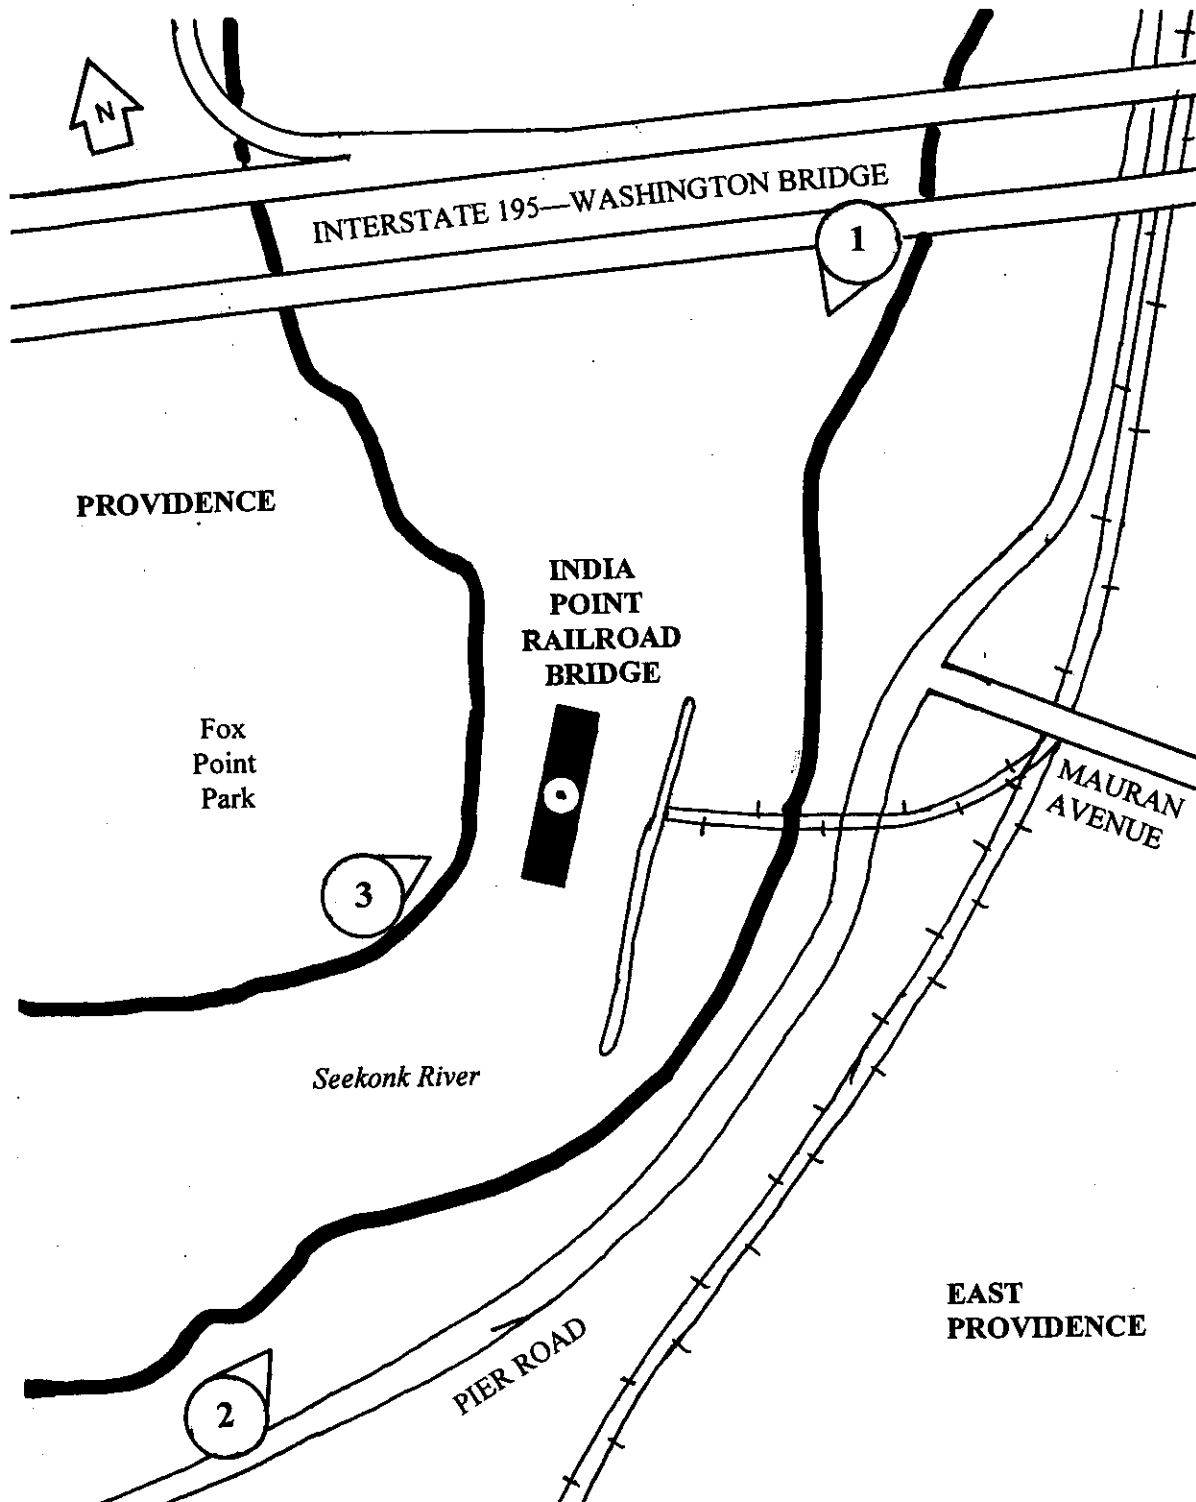 N
INTERSTATE 195—WASHINGTON BRIDGE
1
PROVIDENCE
INDIA
POINT
RAILROAD
BRIDGE
Fox
Point
Park
MAURAN
AVENUE
3
Seekonk River
EAST
PROVIDENCE
PIER ROAD
2